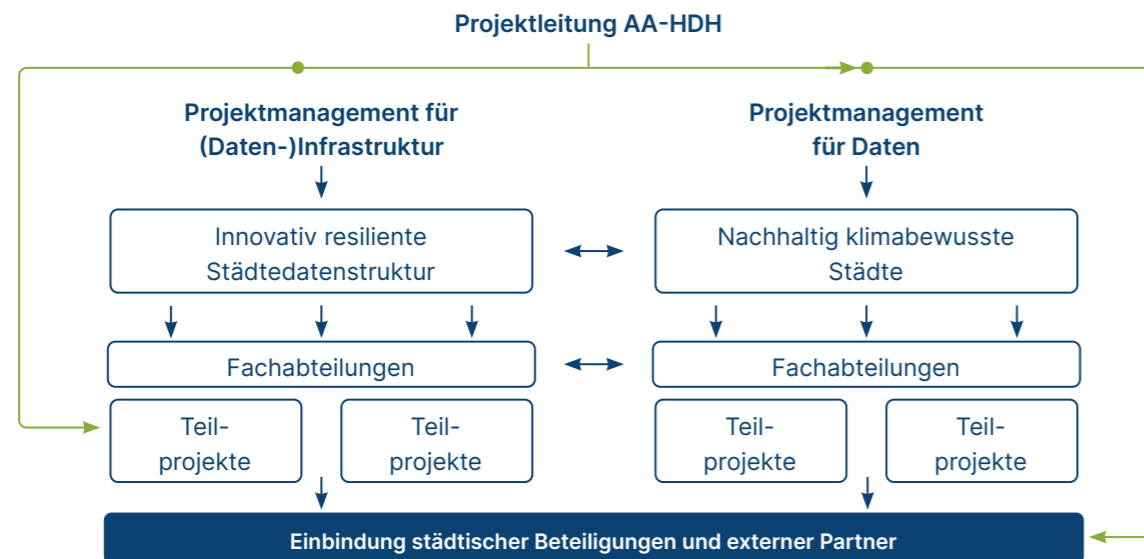 Projektleitung AA-HDH
Projektmanagement für
(Daten-)Infrastruktur
Projektmanagement
für Daten
Innovativ resiliente
Städtedatenstruktur
Nachhaltig klimabewusste
Städte
Fachabteilungen
Fachabteilungen
Teil-
projekte
Teil-
projekte
Teil-
projekte
Teil-
projekte
Einbindung städtischer Beteiligungen und externer Partner